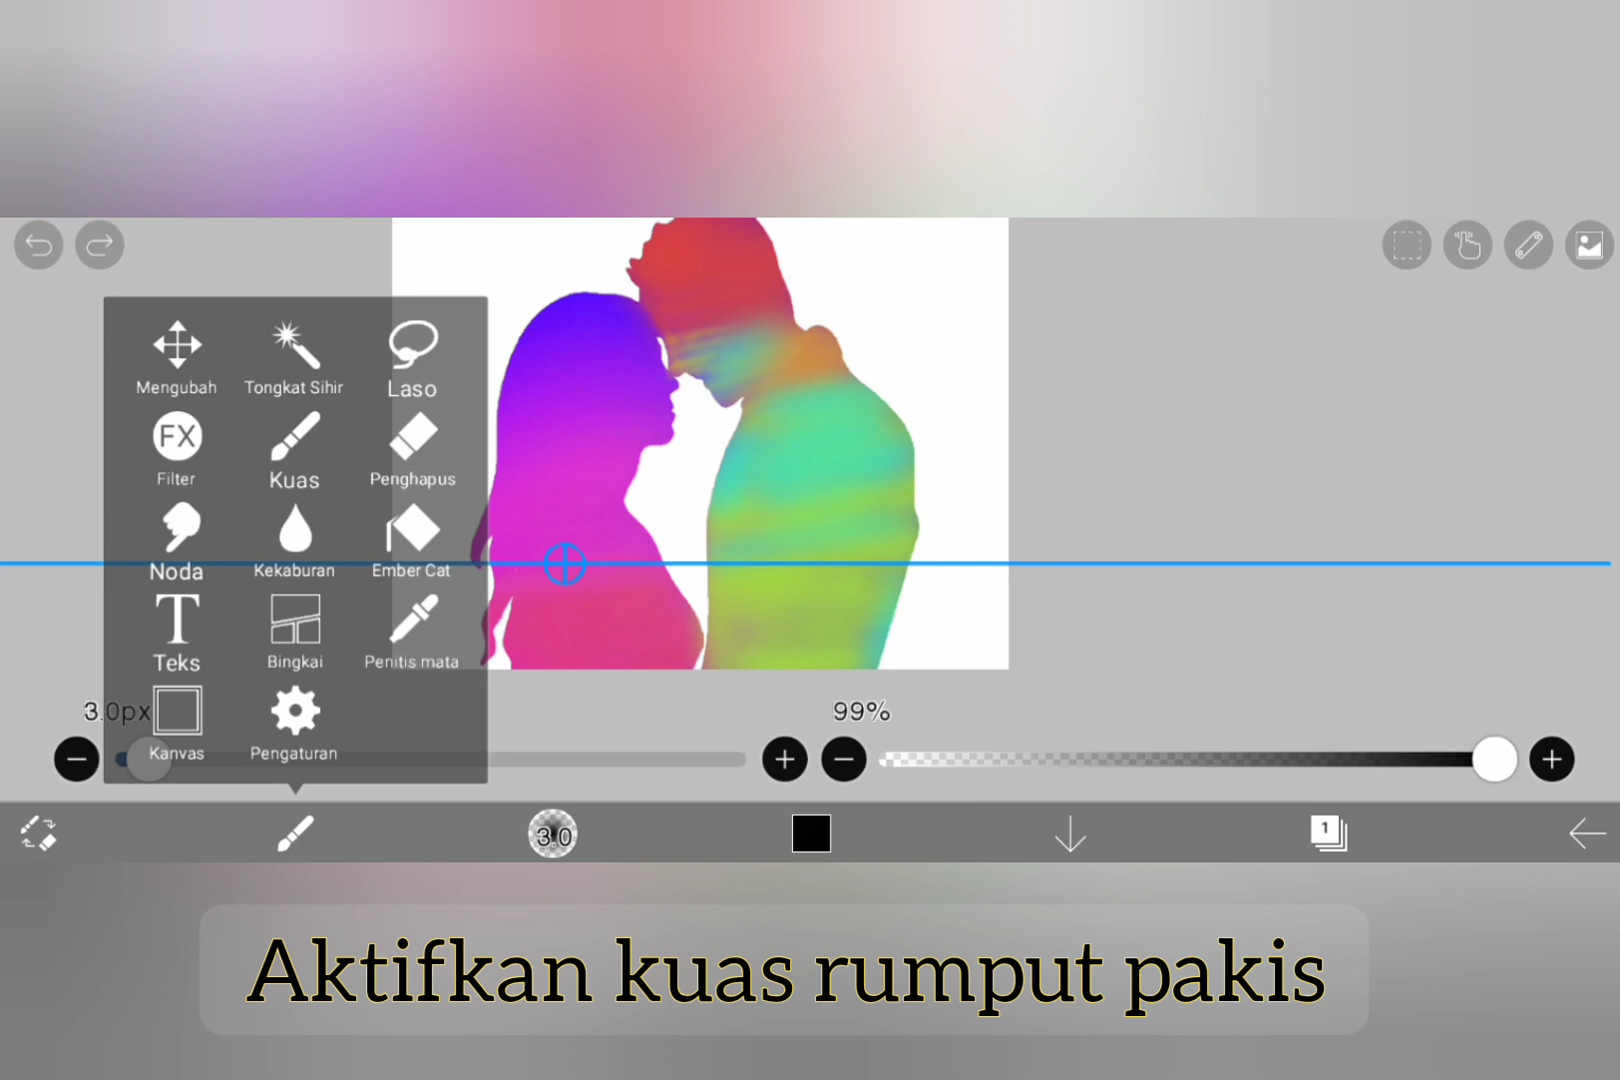 Mengubah
Tongkat Sihir
Laso
FX
Filter
Kuas
Penghapus
Noda
Kekaburan
Ember Cat
T
Teks
Bingkai
Penitis mata
3.0px
Kanvas
Pengaturan
99%
3.0
1
Aktifkan kuas rumput pakis